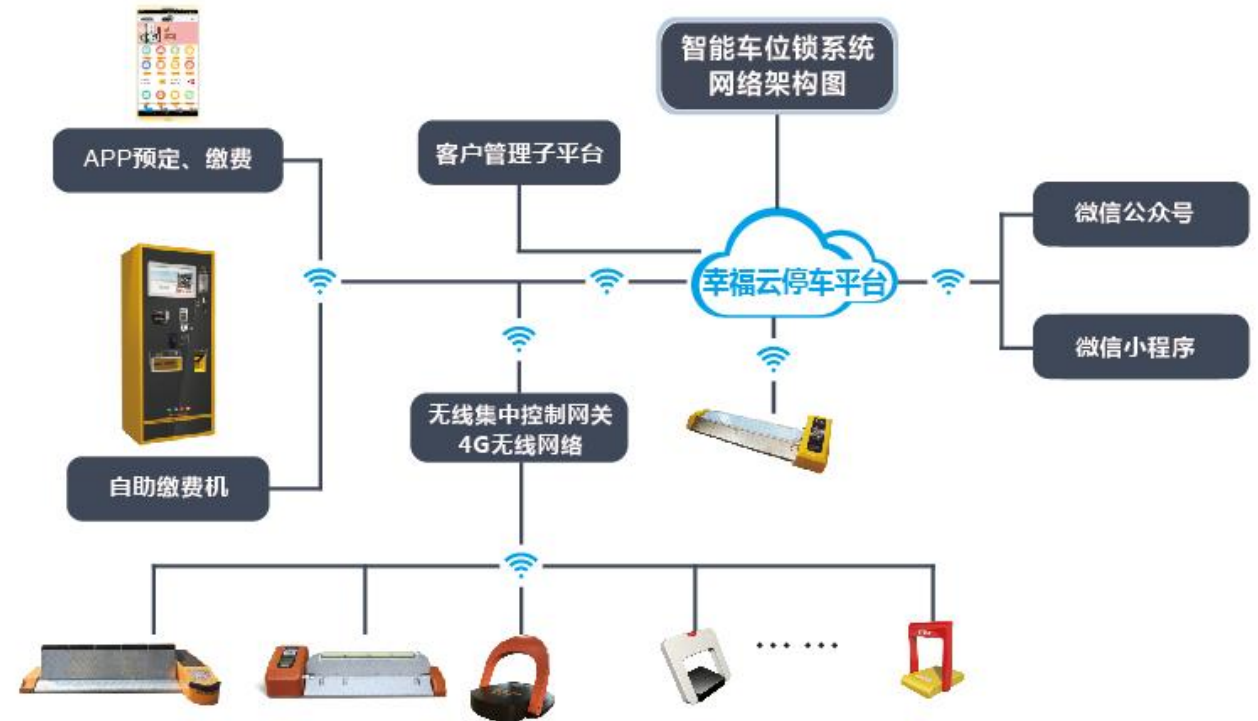 智能车位锁系统
网络架构图
APP预定、缴费
客户管理子平台
微信公众号
幸福云停车平台
微信小程序
无线集中控制网关
4G无线网络
自助缴费机
… …